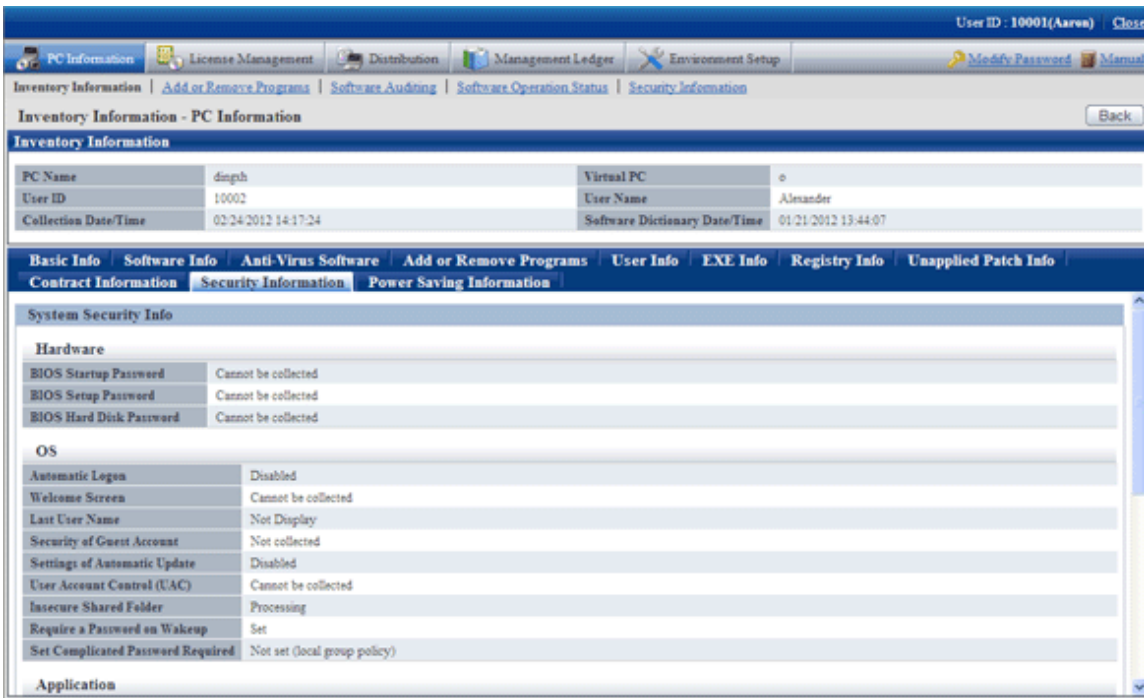 User ID : 10001(Aaron) Close
PC Information License Management Distribution Management Ledger Environment Setup Modify Password Manual
Inventory Information | Add or Remove Programs | Software Auditing | Software Operation Status | Security Information
Inventory Information - PC Information Back
Inventory Information
PC Name dingzh Virtual PC o
User ID 10002 User Name Alexander
Collection Date/Time 02/24/2012 14:17:24 Software Dictionary Date/Time 01/21/2012 13:44:07
Basic Info Software Info Anti-Virus Software Add or Remove Programs User Info EXE Info Registry Info Unapplied Patch Info
Contract Information Security Information Power Saving Information
System Security Info
Hardware
BIOS Startup Password Cannot be collected
BIOS Setup Password Cannot be collected
BIOS Hard Disk Password Cannot be collected
OS
Automatic Logon Disabled
Welcome Screen Cannot be collected
Last User Name Not Display
Security of Guest Account Not collected
Settings of Automatic Update Disabled
User Account Control (UAC) Cannot be collected
Insecure Shared Folder Processing
Require a Password on Wakeup Set
Set Complicated Password Required Not set (local group policy)
Application